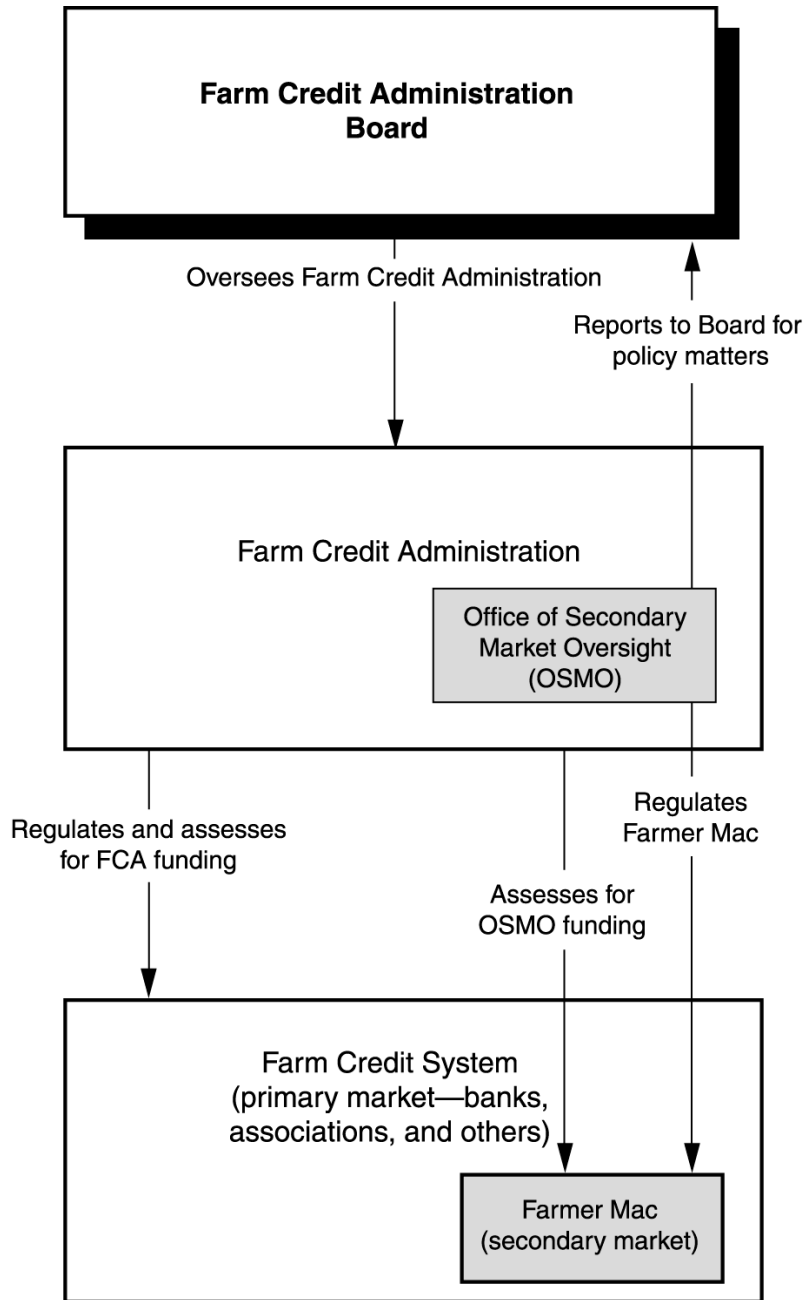 Farm Credit Administration
Board
Oversees Farm Credit Administration
Reports to Board for
policy matters
Farm Credit Administration
Office of Secondary
Market Oversight
(OSMO)
Regulates and assesses
for FCA funding
Assesses for
OSMO funding
Regulates
Farmer Mac
Farm Credit System
(primary market—banks,
associations, and others)
Farmer Mac
(secondary market)